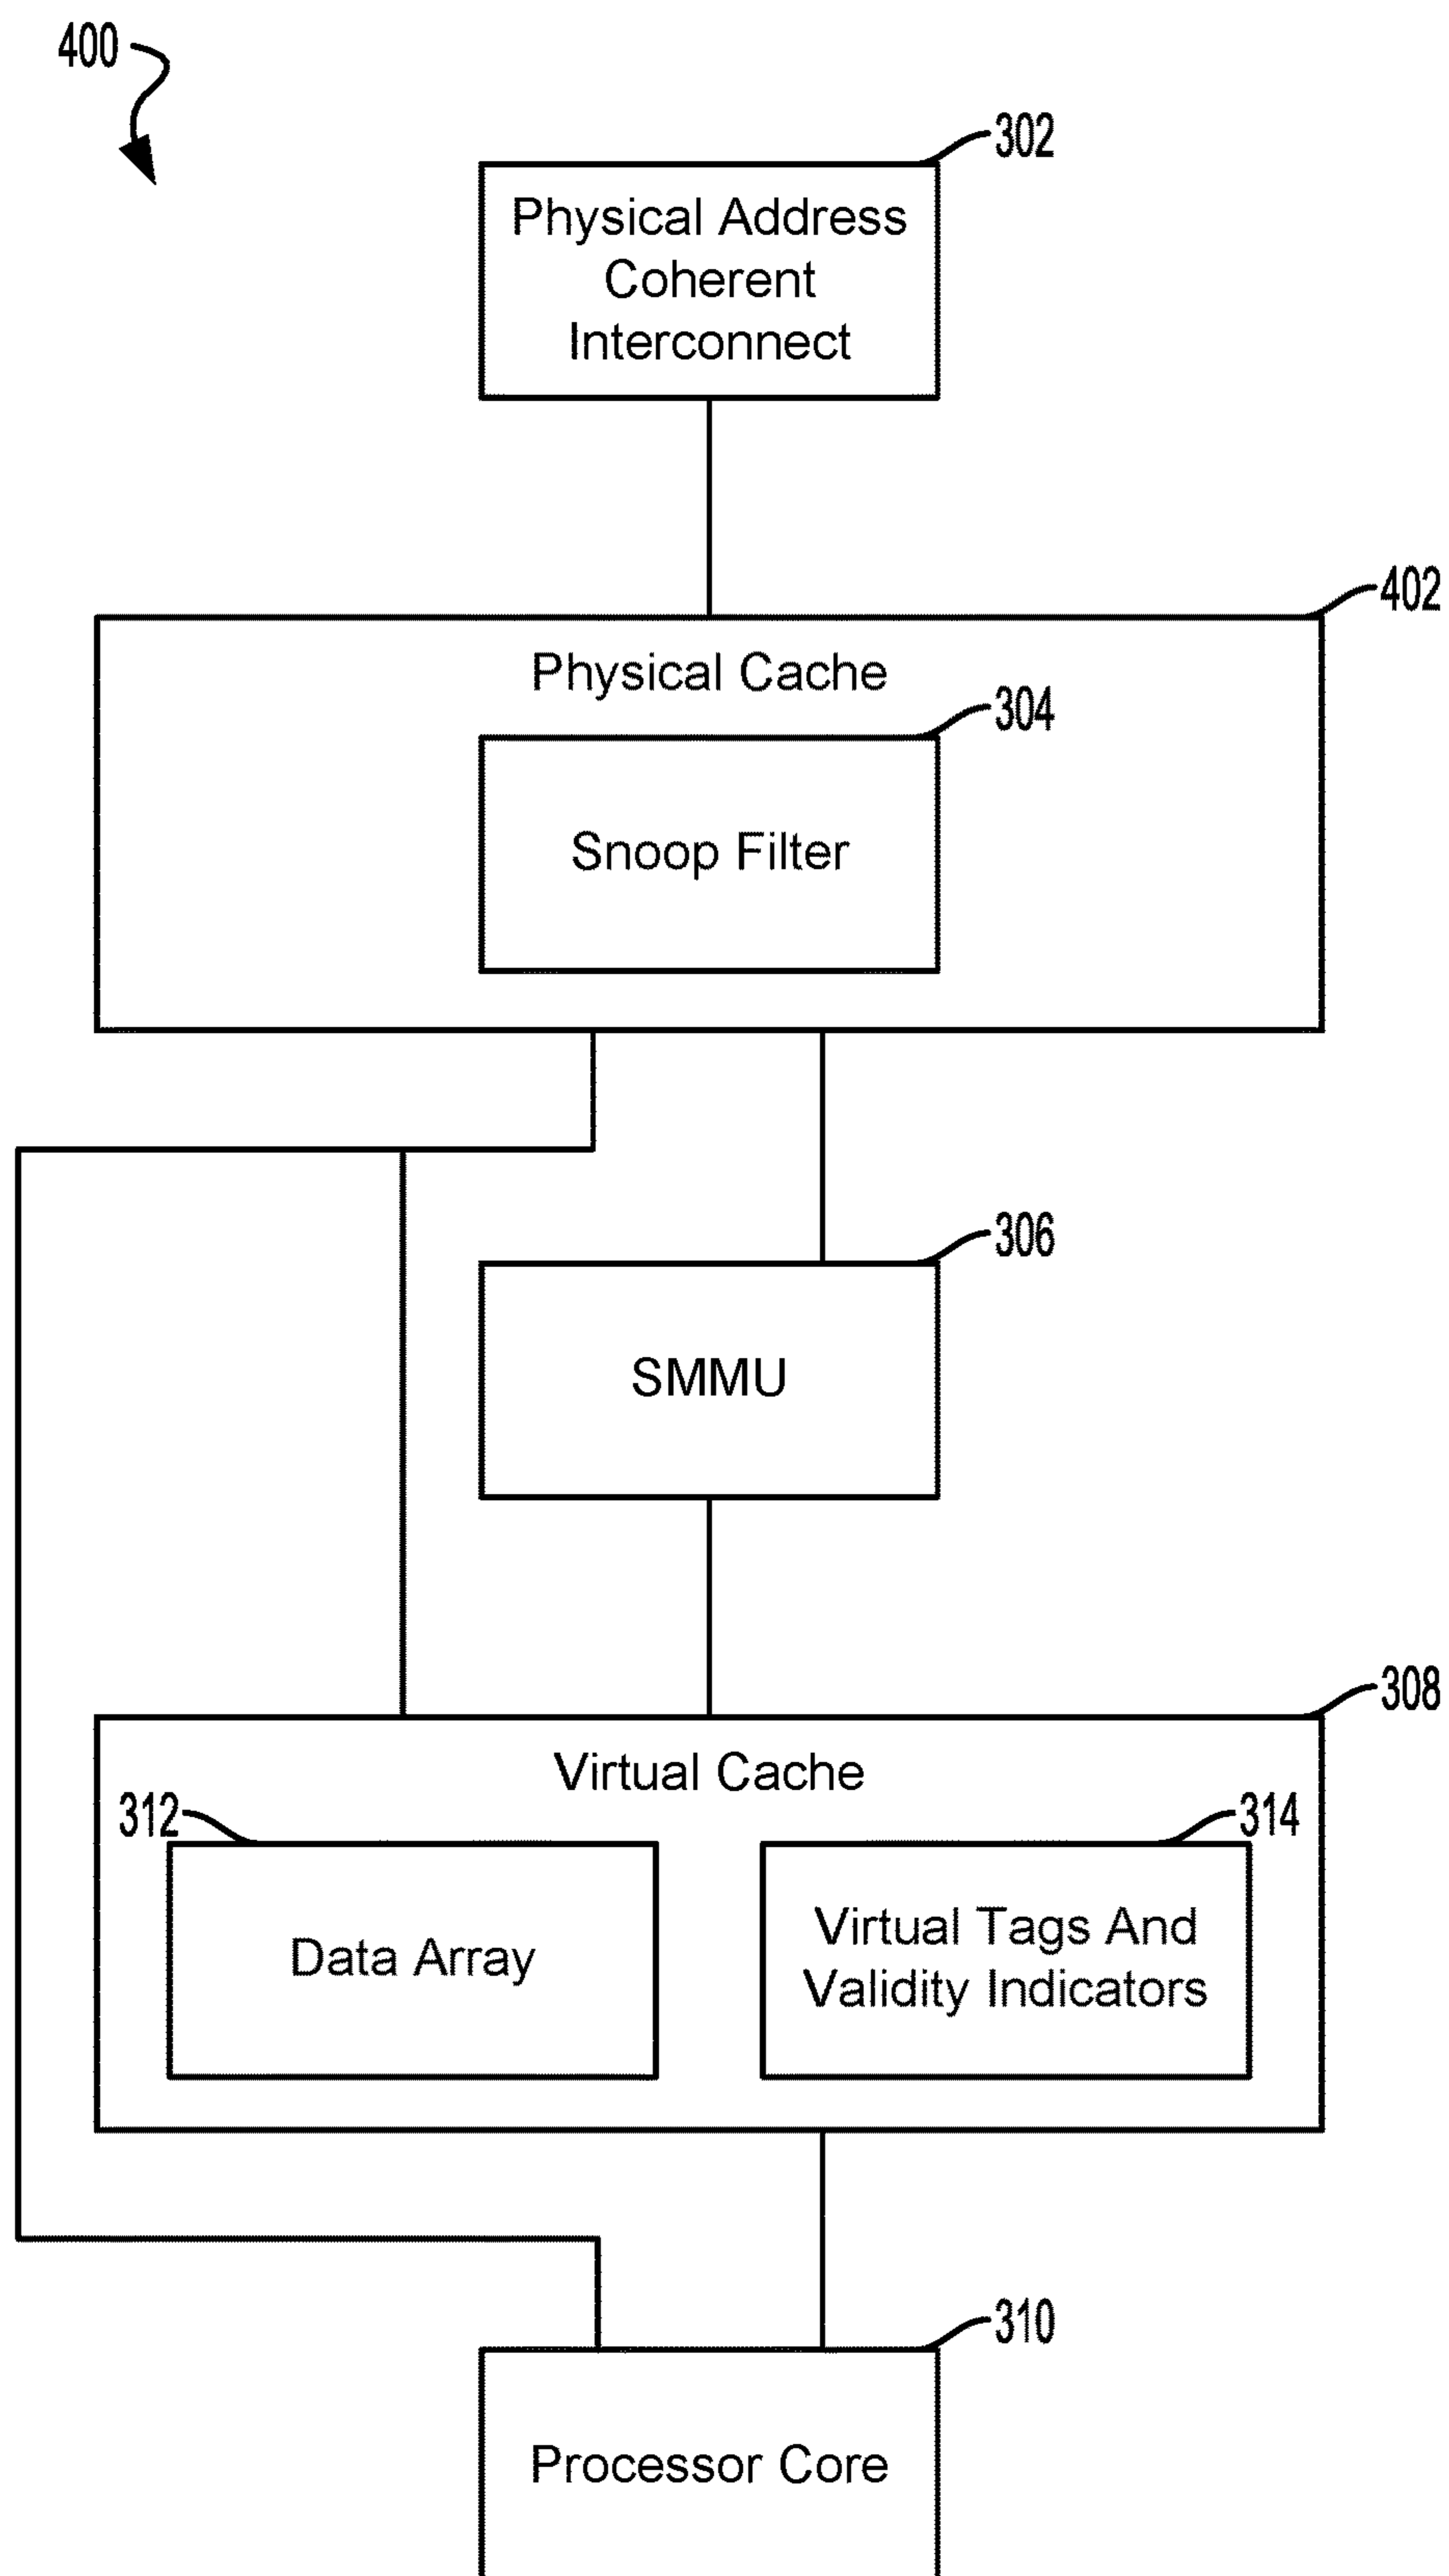 400
302
Physical Address
Coherent
Interconnect
402
Physical Cache
304
Snoop Filter
306
SMMU
308
Virtual Cache
312
314
Data Array
Virtual Tags And
Validity Indicators
310
Processor Core